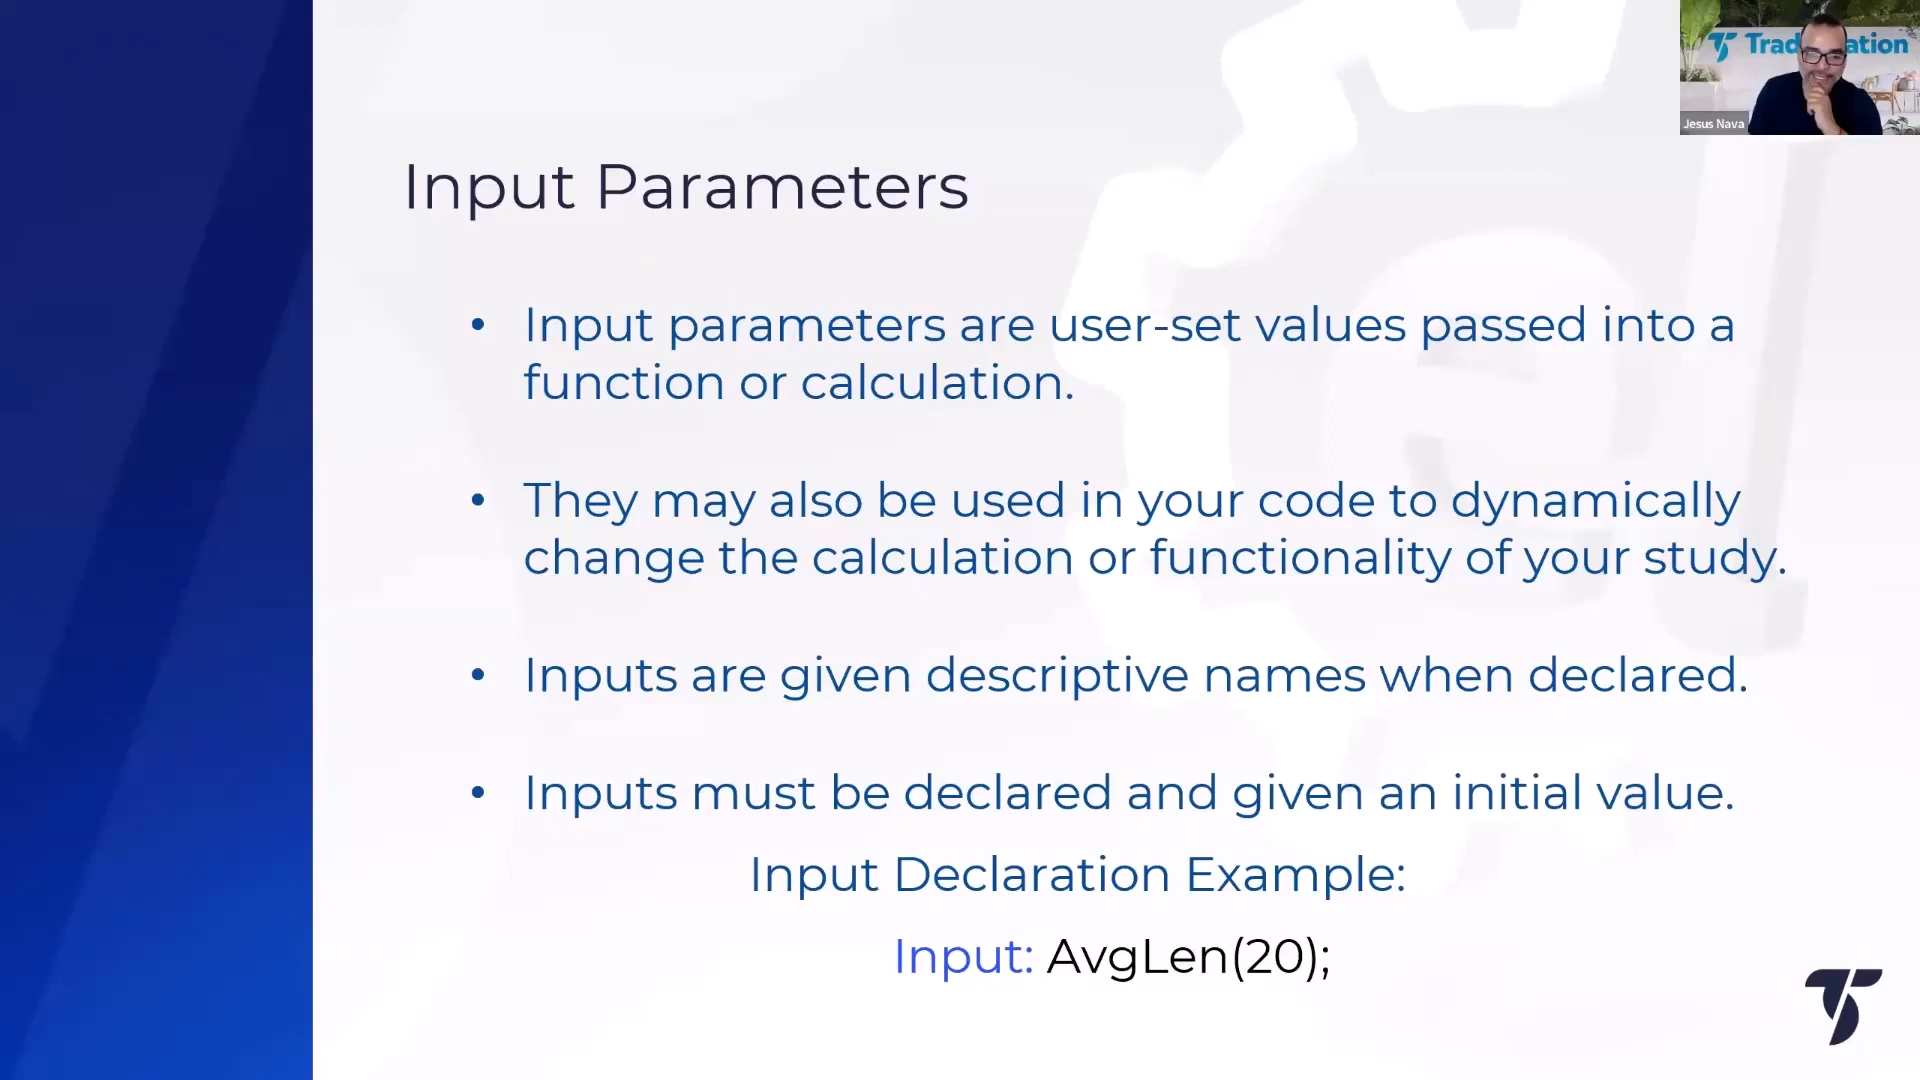 Trad ation
Jesus Nava
Input Parameters
• Input parameters are user-set values passed into a
function or calculation.
• They may also be used in your code to dynamically
change the calculation or functionality of your study.
• Inputs are given descriptive names when declared.
• Inputs must be declared and given an initial value.
Input Declaration Example:
Input: AvgLen(20);